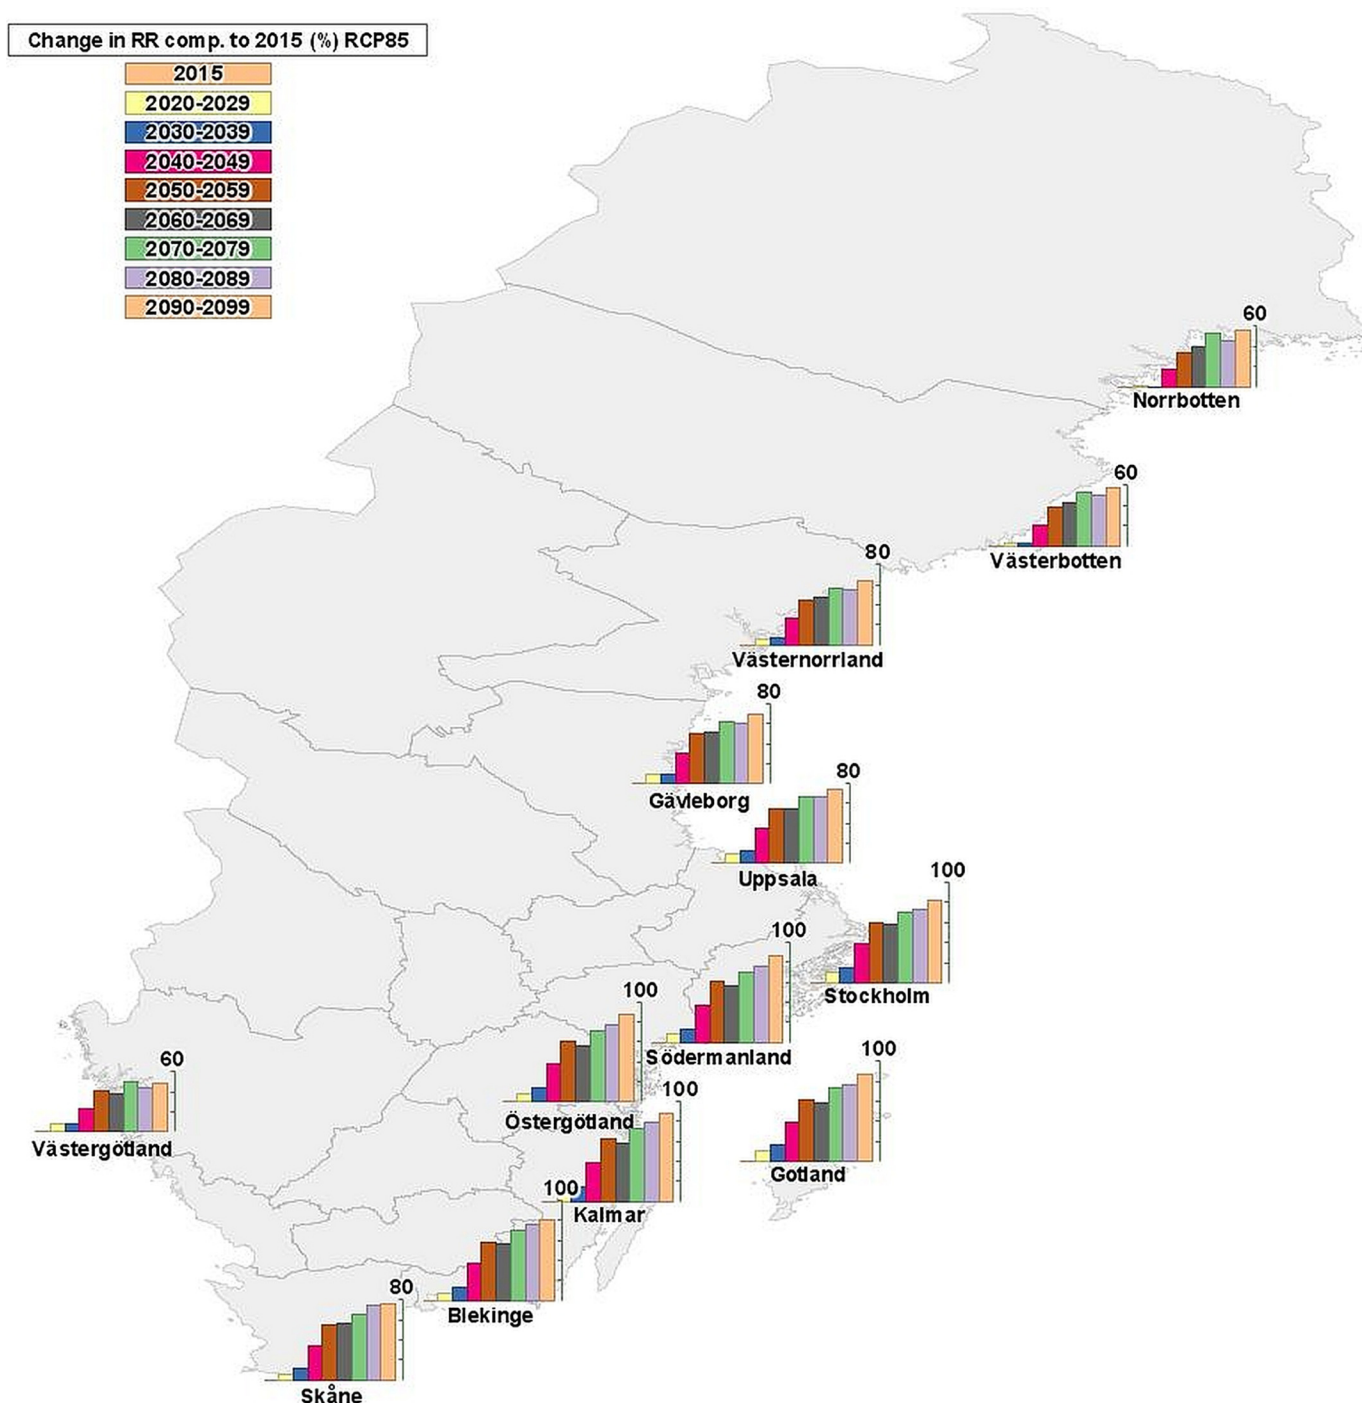 Change in RR comp. to 2015 (%) RCP85
2015
2020-2029
2030-2039
2040-2049
2050-2059
2060-2069
2070-2079
2080-2089
2090-2099
60
Norrbotten
60
Västerbotten
80
Västernorrland
80
Gävleborg
80
Uppsala
100
Stockholm
100
Södermanland
100
Östergötland
60
Västergötland
100
Gotland
100
Kalmar
100
Blekinge
80
Skåne